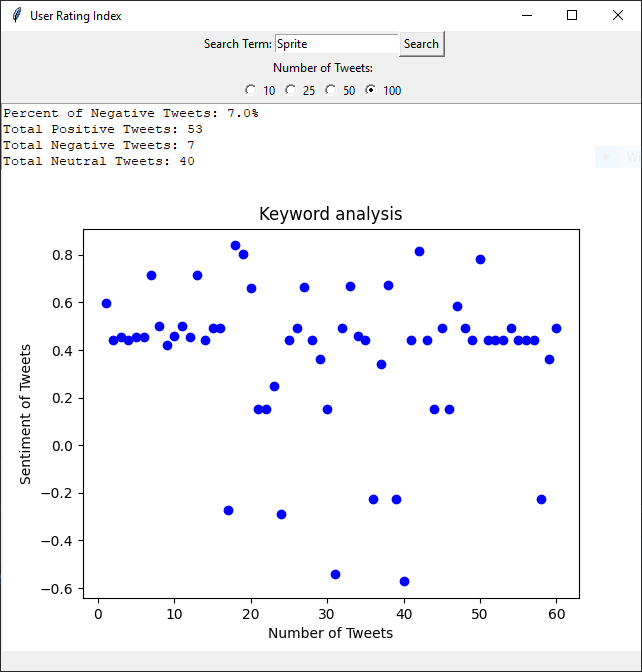 User Rating Index
Search Term: Sprite Search
Number of Tweets:
10 25 50 100
Percent of Negative Tweets: 7.0%
Total Positive Tweets: 53
Total Negative Tweets: 7
Total Neutral Tweets: 40
Keyword analysis
0.8
0.6
0.4
0.2
0.0
−0.2
−0.4
−0.6
Sentiment of Tweets
0 10 20 30 40 50 60
Number of Tweets